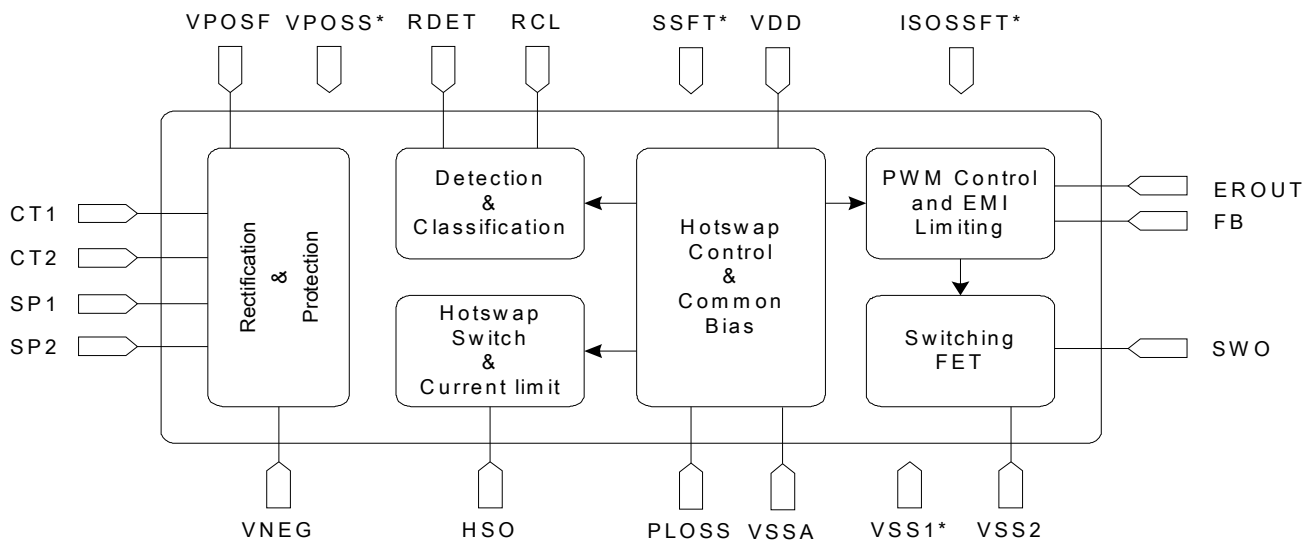 VPOSF VPOSS* RDET RCL SSFT* VDD ISOSSFT*
CT1
CT2
SP1
SP2
Rectification
&
Protection
Detection
&
Classification
Hotswap
Switch
&
Current limit
Hotswap
Control
&
Common
Bias
PWM Control
and EMI
Limiting
Switching
FET
EROUT
FB
SWO
VNEG HSO PLOSS VSSA VSS1* VSS2